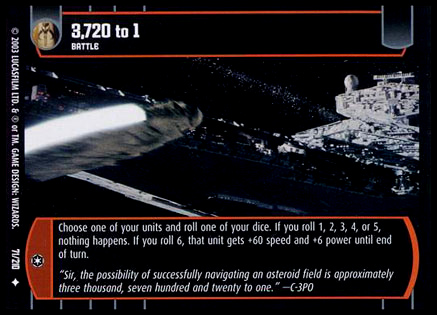 3,720 to 1
BATTLE
© 2003 LUCASFILM LTD. & ® or TM. GAME DESIGN: WIZARDS.
71/210
Choose one of your units and roll one of your dice. If you roll 1, 2, 3, 4, or 5,
nothing happens. If you roll 6, that unit gets +60 speed and +6 power until end
of turn.
"Sir, the possibility of successfully navigating an asteroid field is approximately
three thousand, seven hundred and twenty to one." –C-3PO